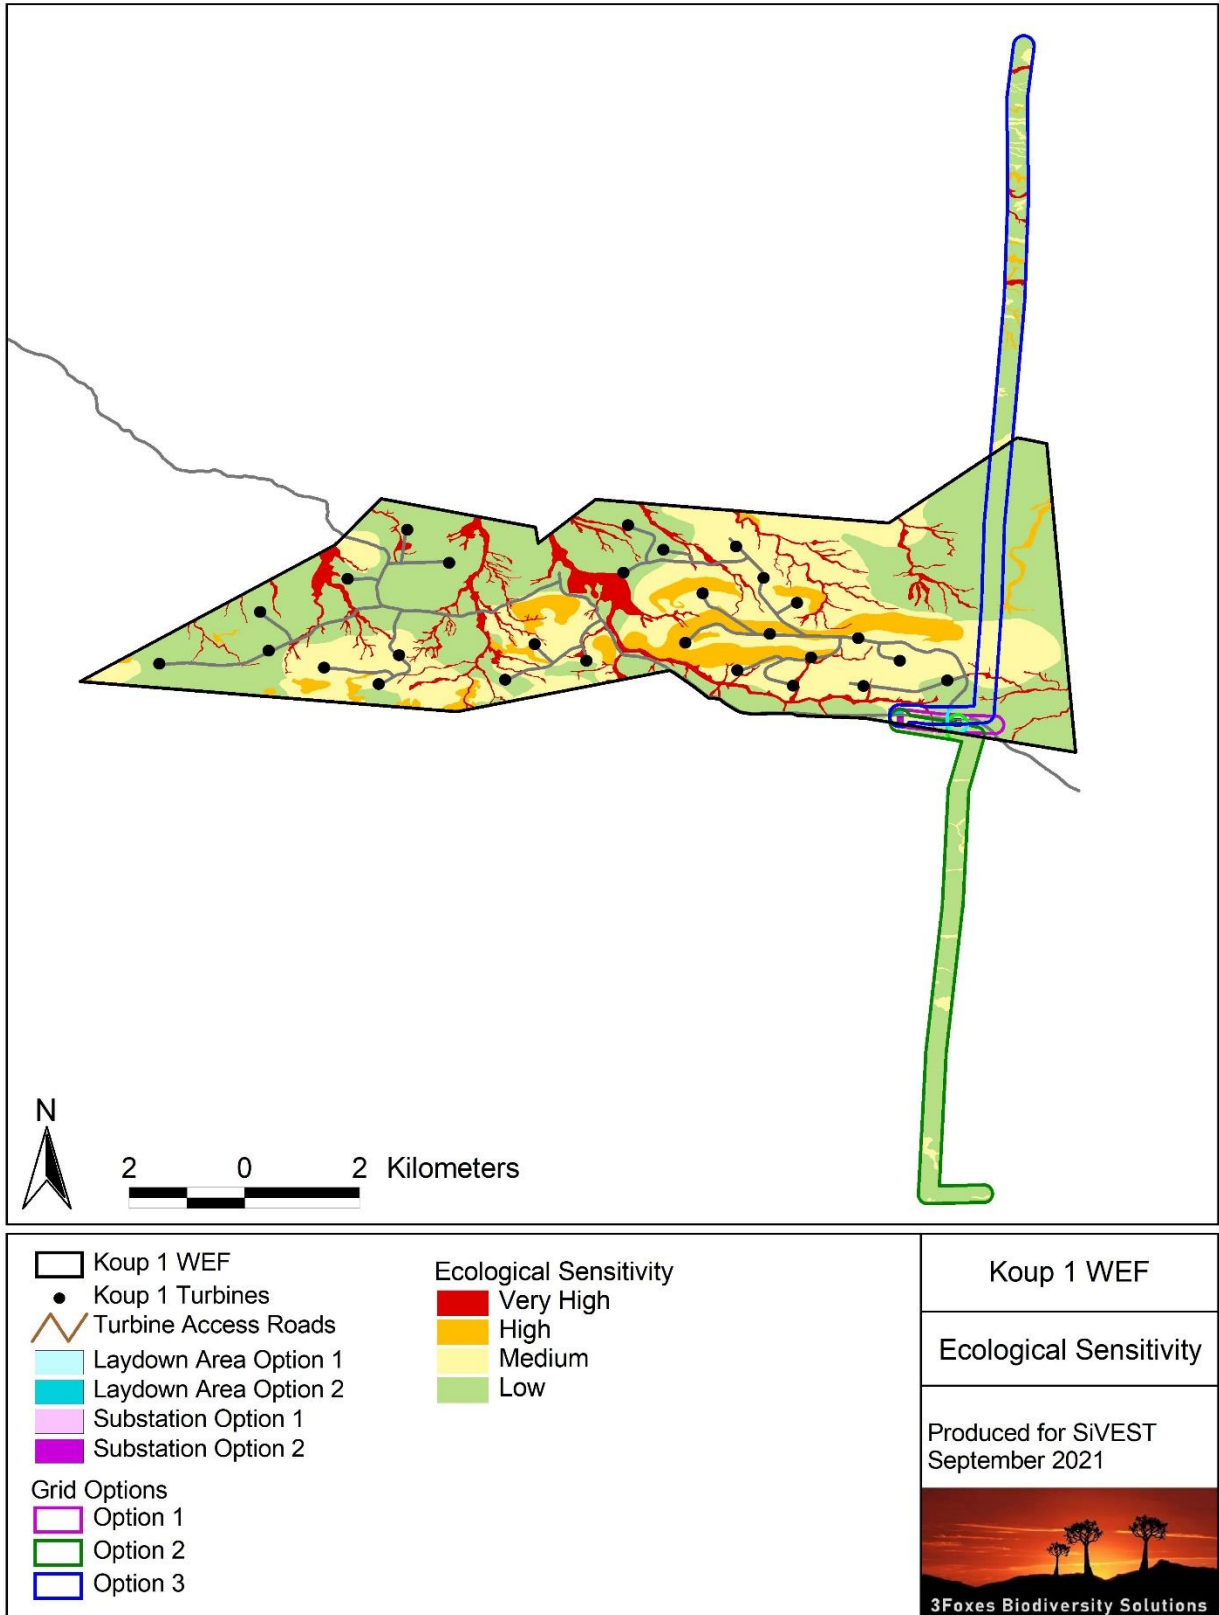 N
2 0 2 Kilometers
Koup 1 WEF
Koup 1 Turbines
Turbine Access Roads
Laydown Area Option 1
Laydown Area Option 2
Substation Option 1
Substation Option 2
Grid Options
Option 1
Option 2
Option 3
Ecological Sensitivity
Very High
High
Medium
Low
Koup 1 WEF
Ecological Sensitivity
Produced for SiVEST
September 2021
3Foxes Biodiversity Solutions